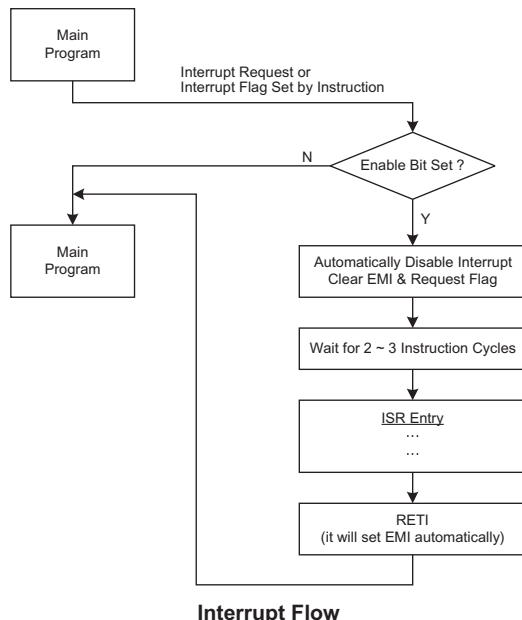 Main
Program
Interrupt Request or
Interrupt Flag Set by Instruction
Enable Bit Set ?
N
Y
Main
Program
Automatically Disable Interrupt
Clear EMI & Request Flag
Wait for 2 ~ 3 Instruction Cycles
ISR Entry
...
...
RETI
(it will set EMI automatically)
Interrupt Flow